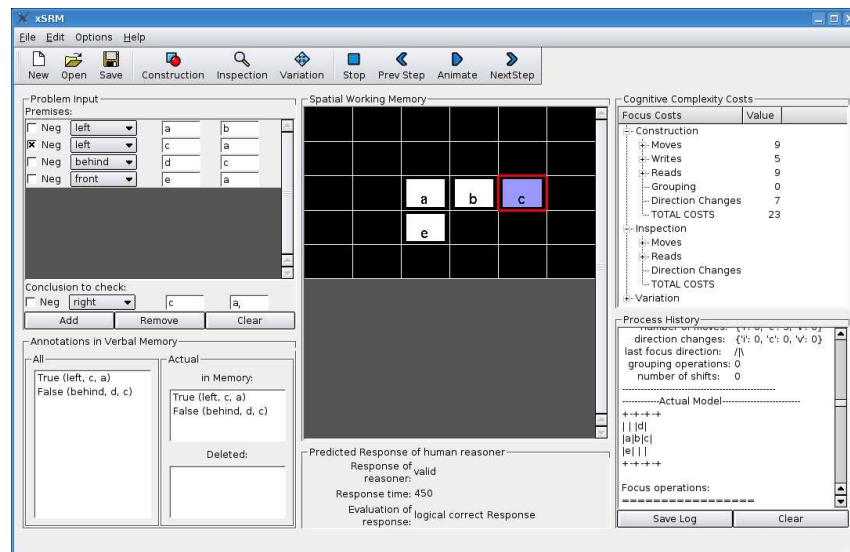 xSRM
File Edit Options Help
New Open Save Construction Inspection Variation Stop Prev Step Animate NextStep
Problem Input
Premises:
Neg left a b
Neg left c a
Neg behind d c
Neg front e a
Conclusion to check:
Neg right c a,
Add Remove Clear
Annotations in Verbal Memory
All
True (left, c, a)
False (behind, d, c)
Actual
in Memory:
True (left, c, a)
False (behind, d, c)
Deleted:
Spatial Working Memory
a b c
e
Predicted Response of human reasoner
Response of reasoner: valid
Response time: 450
Evaluation of response: logical correct Response
Cognitive Complexity Costs
Focus Costs Value
Construction
Moves 9
Writes 5
Reads 9
Grouping 0
Direction Changes 7
TOTAL COSTS 23
Inspection
Moves
Reads
Direction Changes
TOTAL COSTS
Variation
Process History
direction changes: {'i': 0, 'c': 0, 'v': 0}
last focus direction: /|\
grouping operations: 0
number of shifts: 0
------------Actual Model------------------------
+-+-+-+
| | |d|
|a|b|c|
|e| | |
+-+-+-+
Focus operations:
=================
Save Log Clear